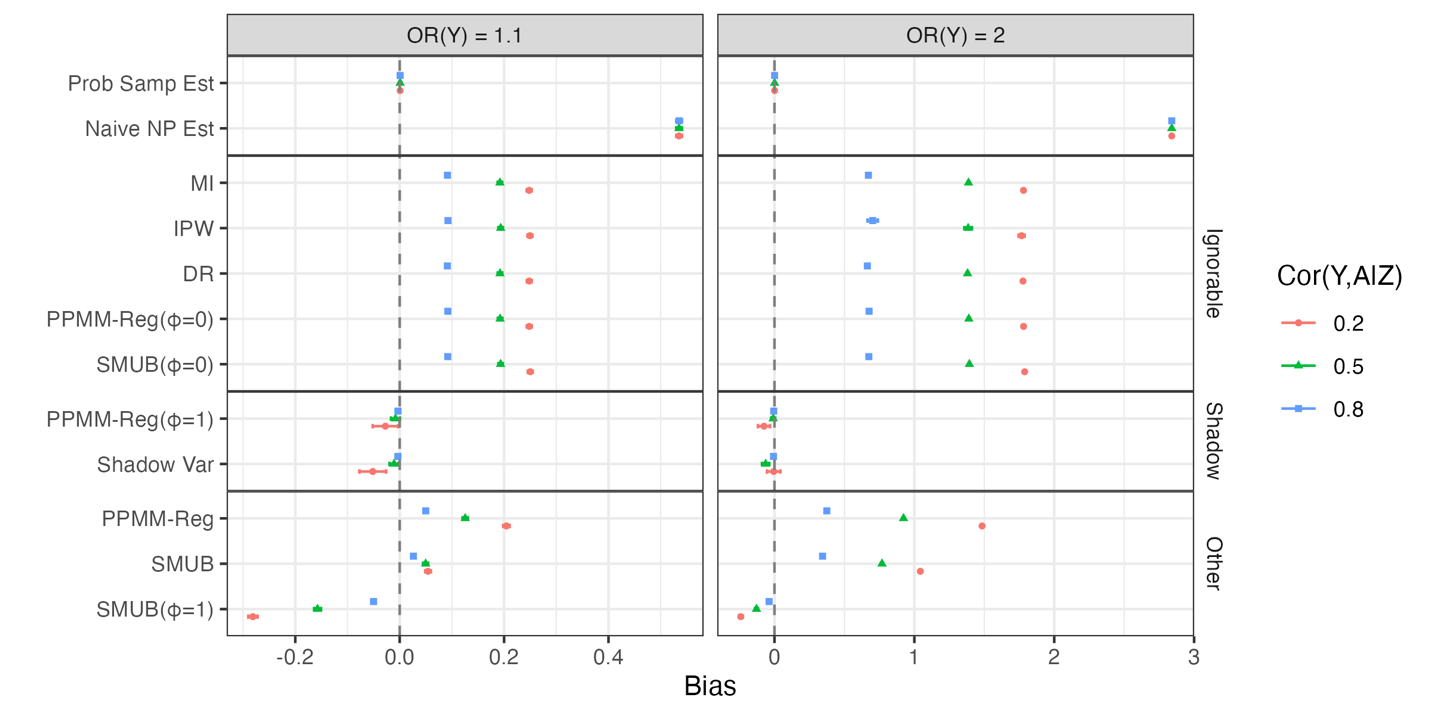 OR(Y) = 1.1
OR(Y) = 2
Prob Samp Est
Naive NP Est
MI
IPW
DR
PPMM-Reg(φ=0)
SMUB(φ=0)
Ignorable
PPMM-Reg(φ=1)
Shadow Var
Shadow
PPMM-Reg
SMUB
SMUB(φ=1)
Other
-0.2
0.0
0.2
0.4
0
1
2
3
Bias
Cor(Y,A|Z)
0.2
0.5
0.8